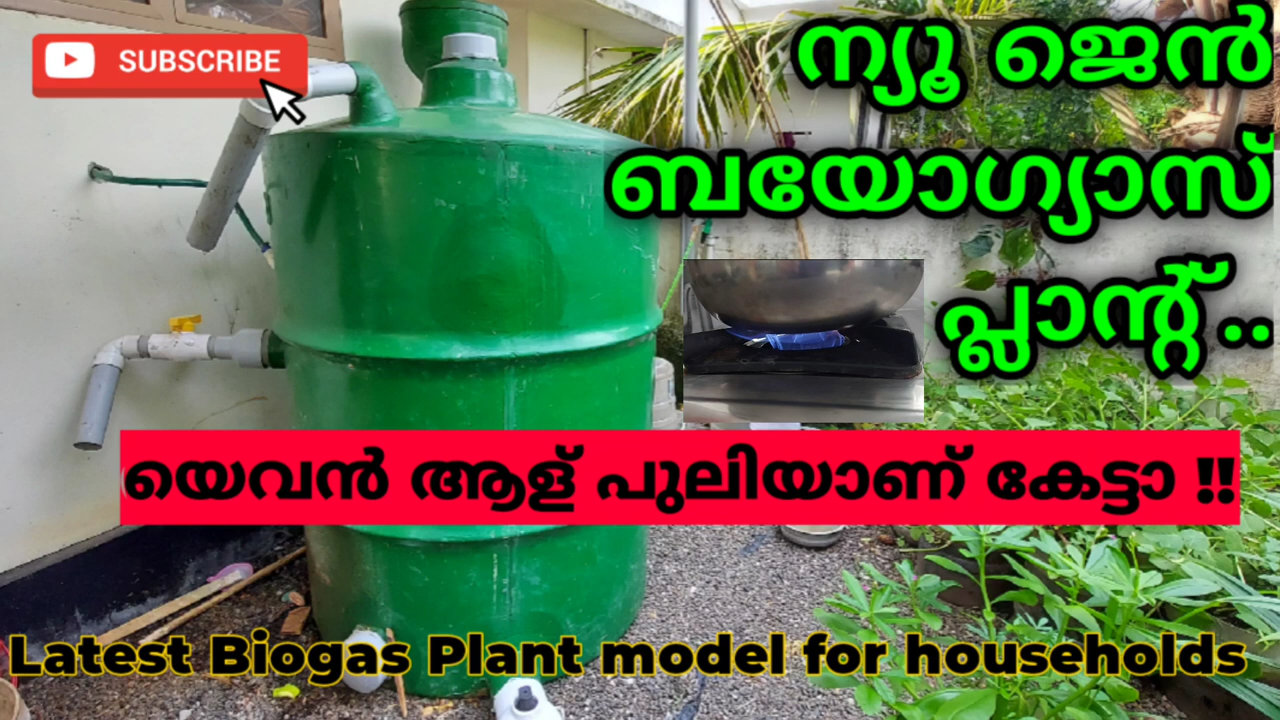 SUBSCRIBE
ന്യൂ ജെൻ
ബയോഗ്യാസ്
പ്ലാന്റ്..
യെവൻ ആള് പുലിയാണ് കേട്ടാ !!
Latest Biogas Plant model for households